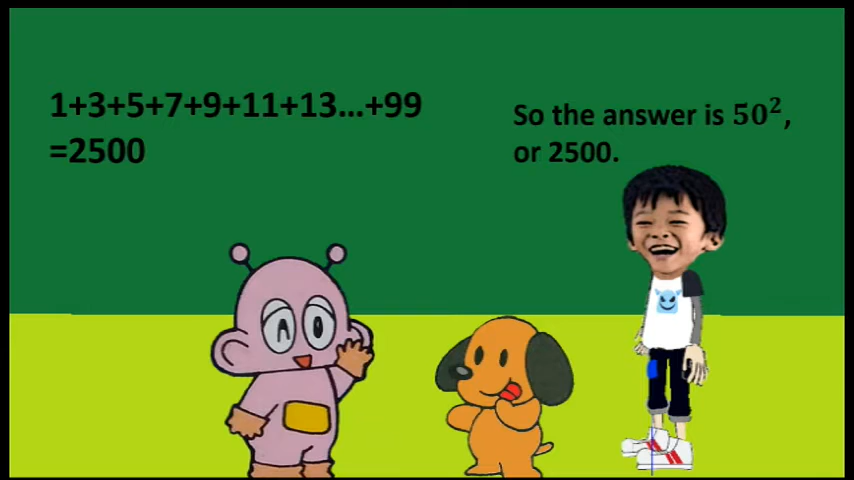 1+3+5+7+9+11+13…+99
=2500
So the answer is 50²,
or 2500.